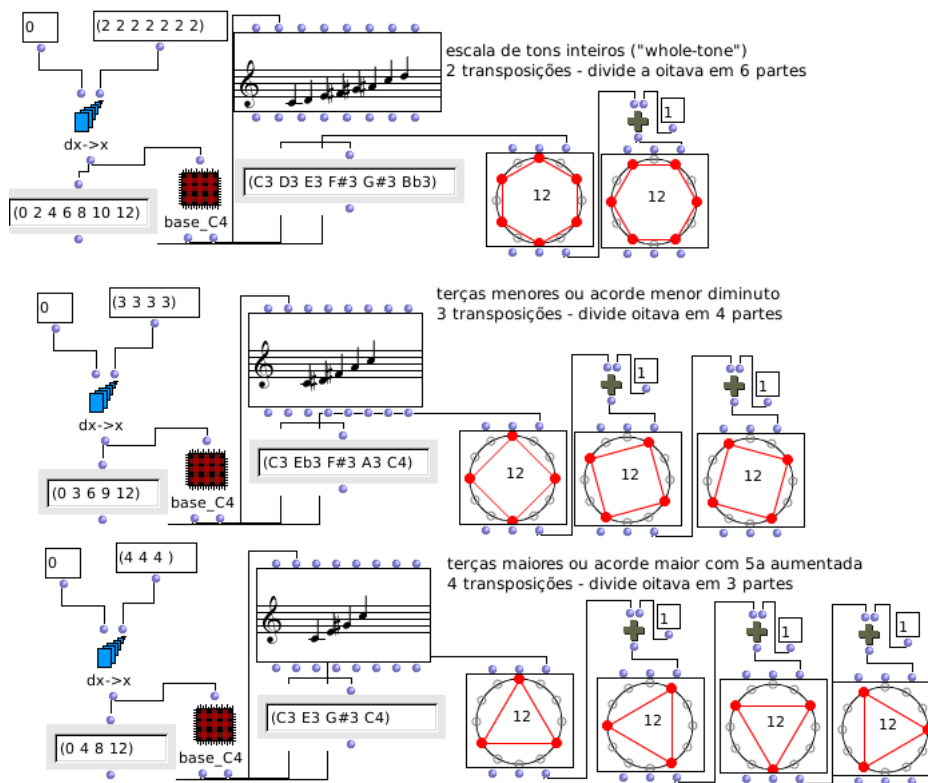 0
(2 2 2 2 2 2 2)
escala de tons inteiros ("whole-tone")
2 transposições - divide a oitava em 6 partes
1
dx->x
(C3 D3 E3 F#3 G#3 Bb3)
12
12
(0 2 4 6 8 10 12)
base_C4
0
(3 3 3 3)
terças menores ou acorde menor diminuto
3 transposições - divide oitava em 4 partes
1
1
dx->x
(C3 Eb3 F#3 A3 C4)
12
12
12
(0 3 6 9 12)
base_C4
0
(4 4 4 )
terças maiores ou acorde maior com 5a aumentada
4 transposições - divide oitava em 3 partes
1
1
1
dx->x
(C3 E3 G#3 C4)
12
12
12
12
(0 4 8 12)
base_C4